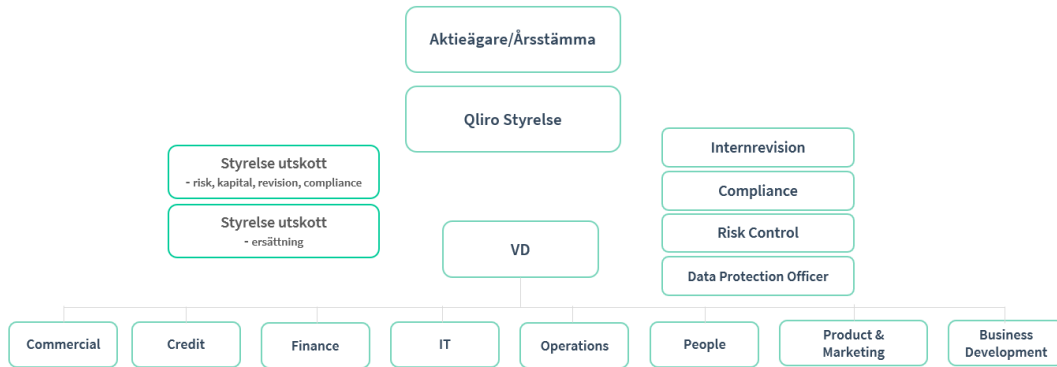 Aktieägare/Årsstämma
Qliro Styrelse
Styrelse utskott
- risk, kapital, revision, compliance
Styrelse utskott
- ersättning
Internrevision
Compliance
Risk Control
Data Protection Officer
VD
Commercial
Credit
Finance
IT
Operations
People
Product &
Marketing
Business
Development